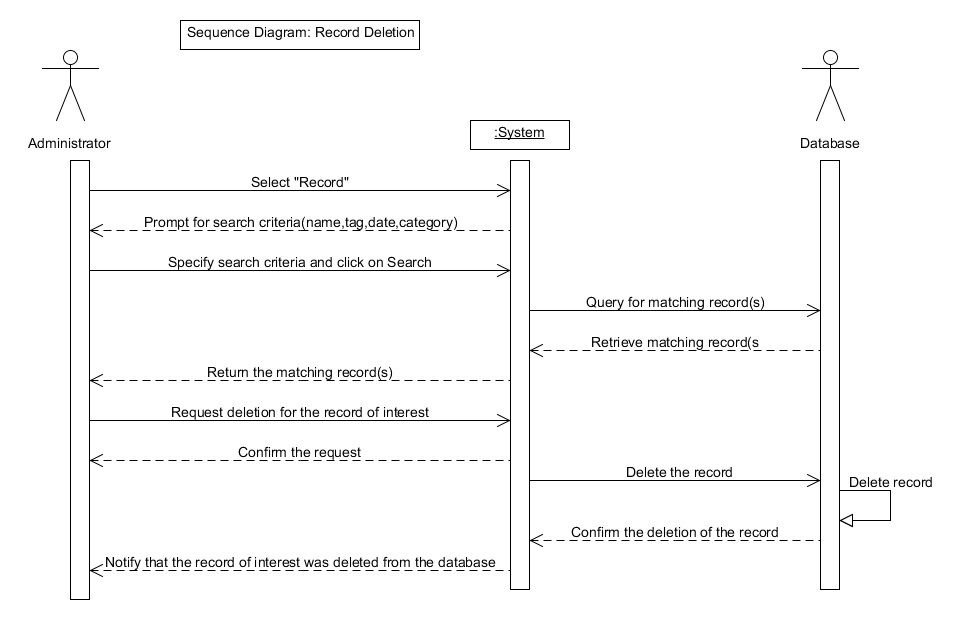 Sequence Diagram: Record Deletion
Administrator
:System
Database
Select "Record"
Prompt for search criteria(name,tag,date,category)
Specify search criteria and click on Search
Query for matching record(s)
Retrieve matching record(s
Return the matching record(s)
Request deletion for the record of interest
Confirm the request
Delete the record
Delete record
Confirm the deletion of the record
Notify that the record of interest was deleted from the database